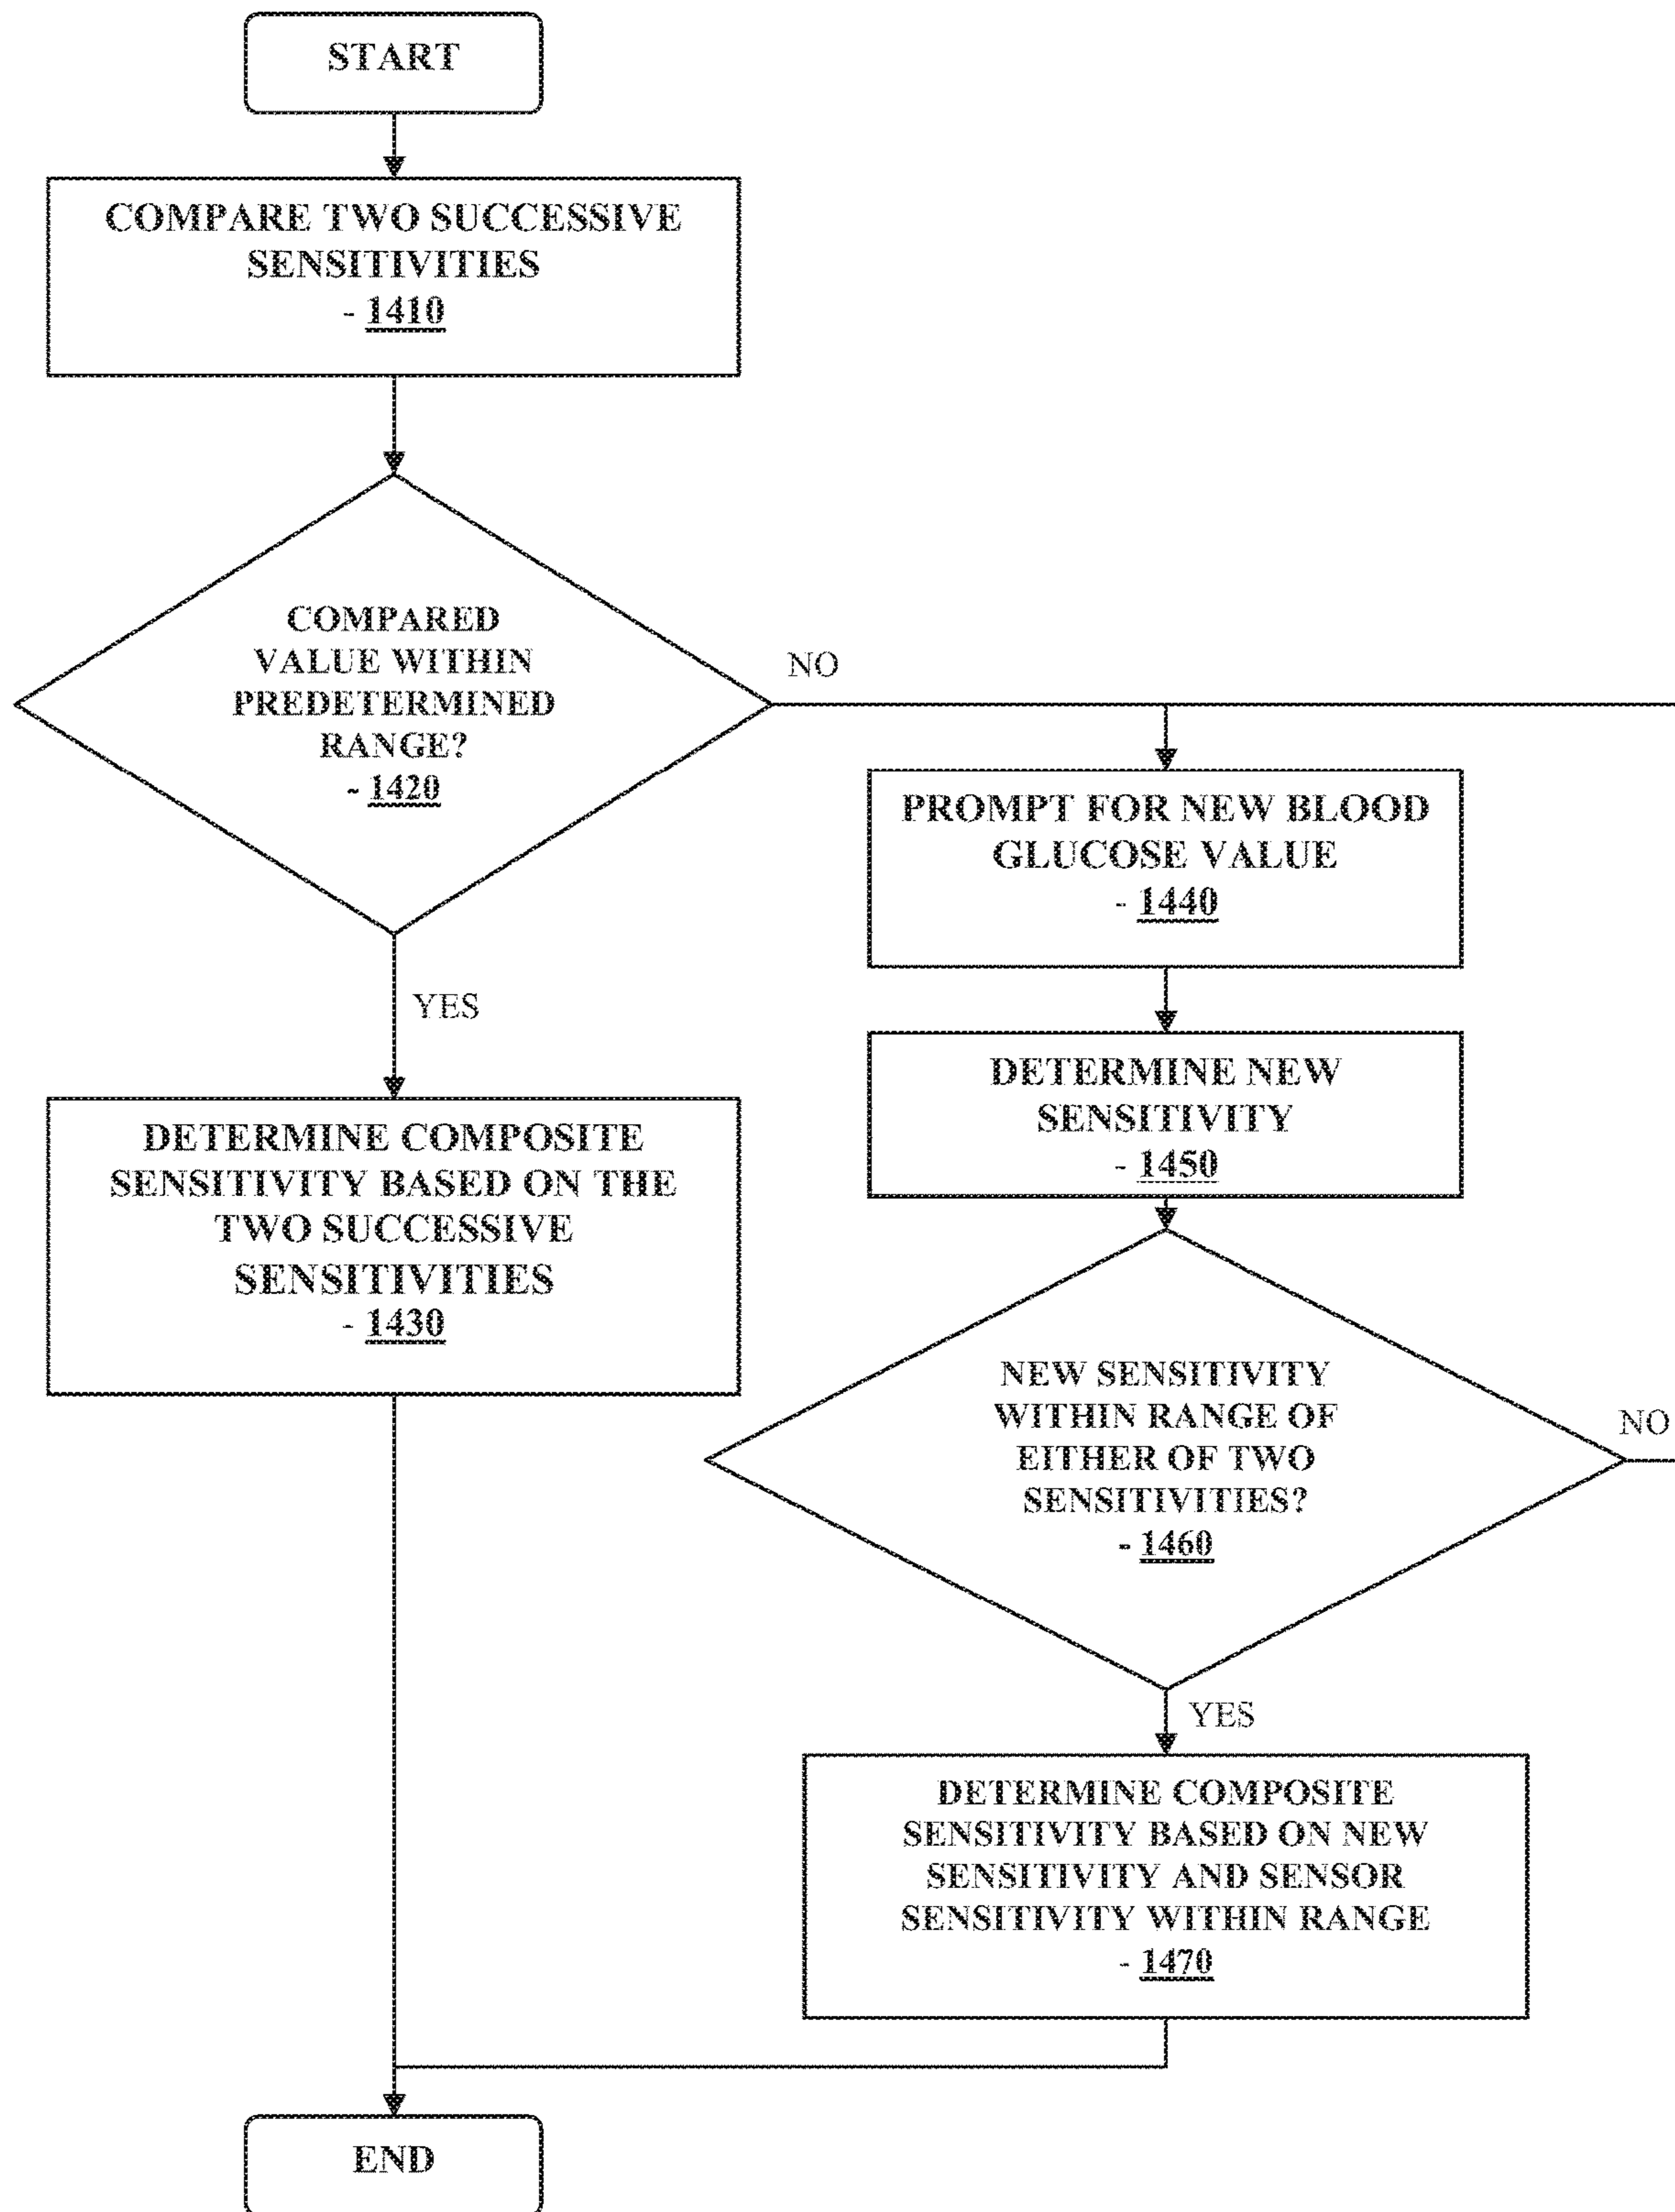 START
COMPARE TWO SUCCESSIVE
SENSITIVITIES
- 1410
COMPARED
VALUE WITHIN
PREDETERMINED
RANGE?
- 1420
NO
YES
PROMPT FOR NEW BLOOD
GLUCOSE VALUE
- 1440
DETERMINE NEW
SENSITIVITY
- 1450
DETERMINE COMPOSITE
SENSITIVITY BASED ON THE
TWO SUCCESSIVE
SENSITIVITIES
- 1430
NEW SENSITIVITY
WITHIN RANGE OF
EITHER OF TWO
SENSITIVITIES?
- 1460
NO
YES
DETERMINE COMPOSITE
SENSITIVITY BASED ON NEW
SENSITIVITY AND SENSOR
SENSITIVITY WITHIN RANGE
- 1470
END